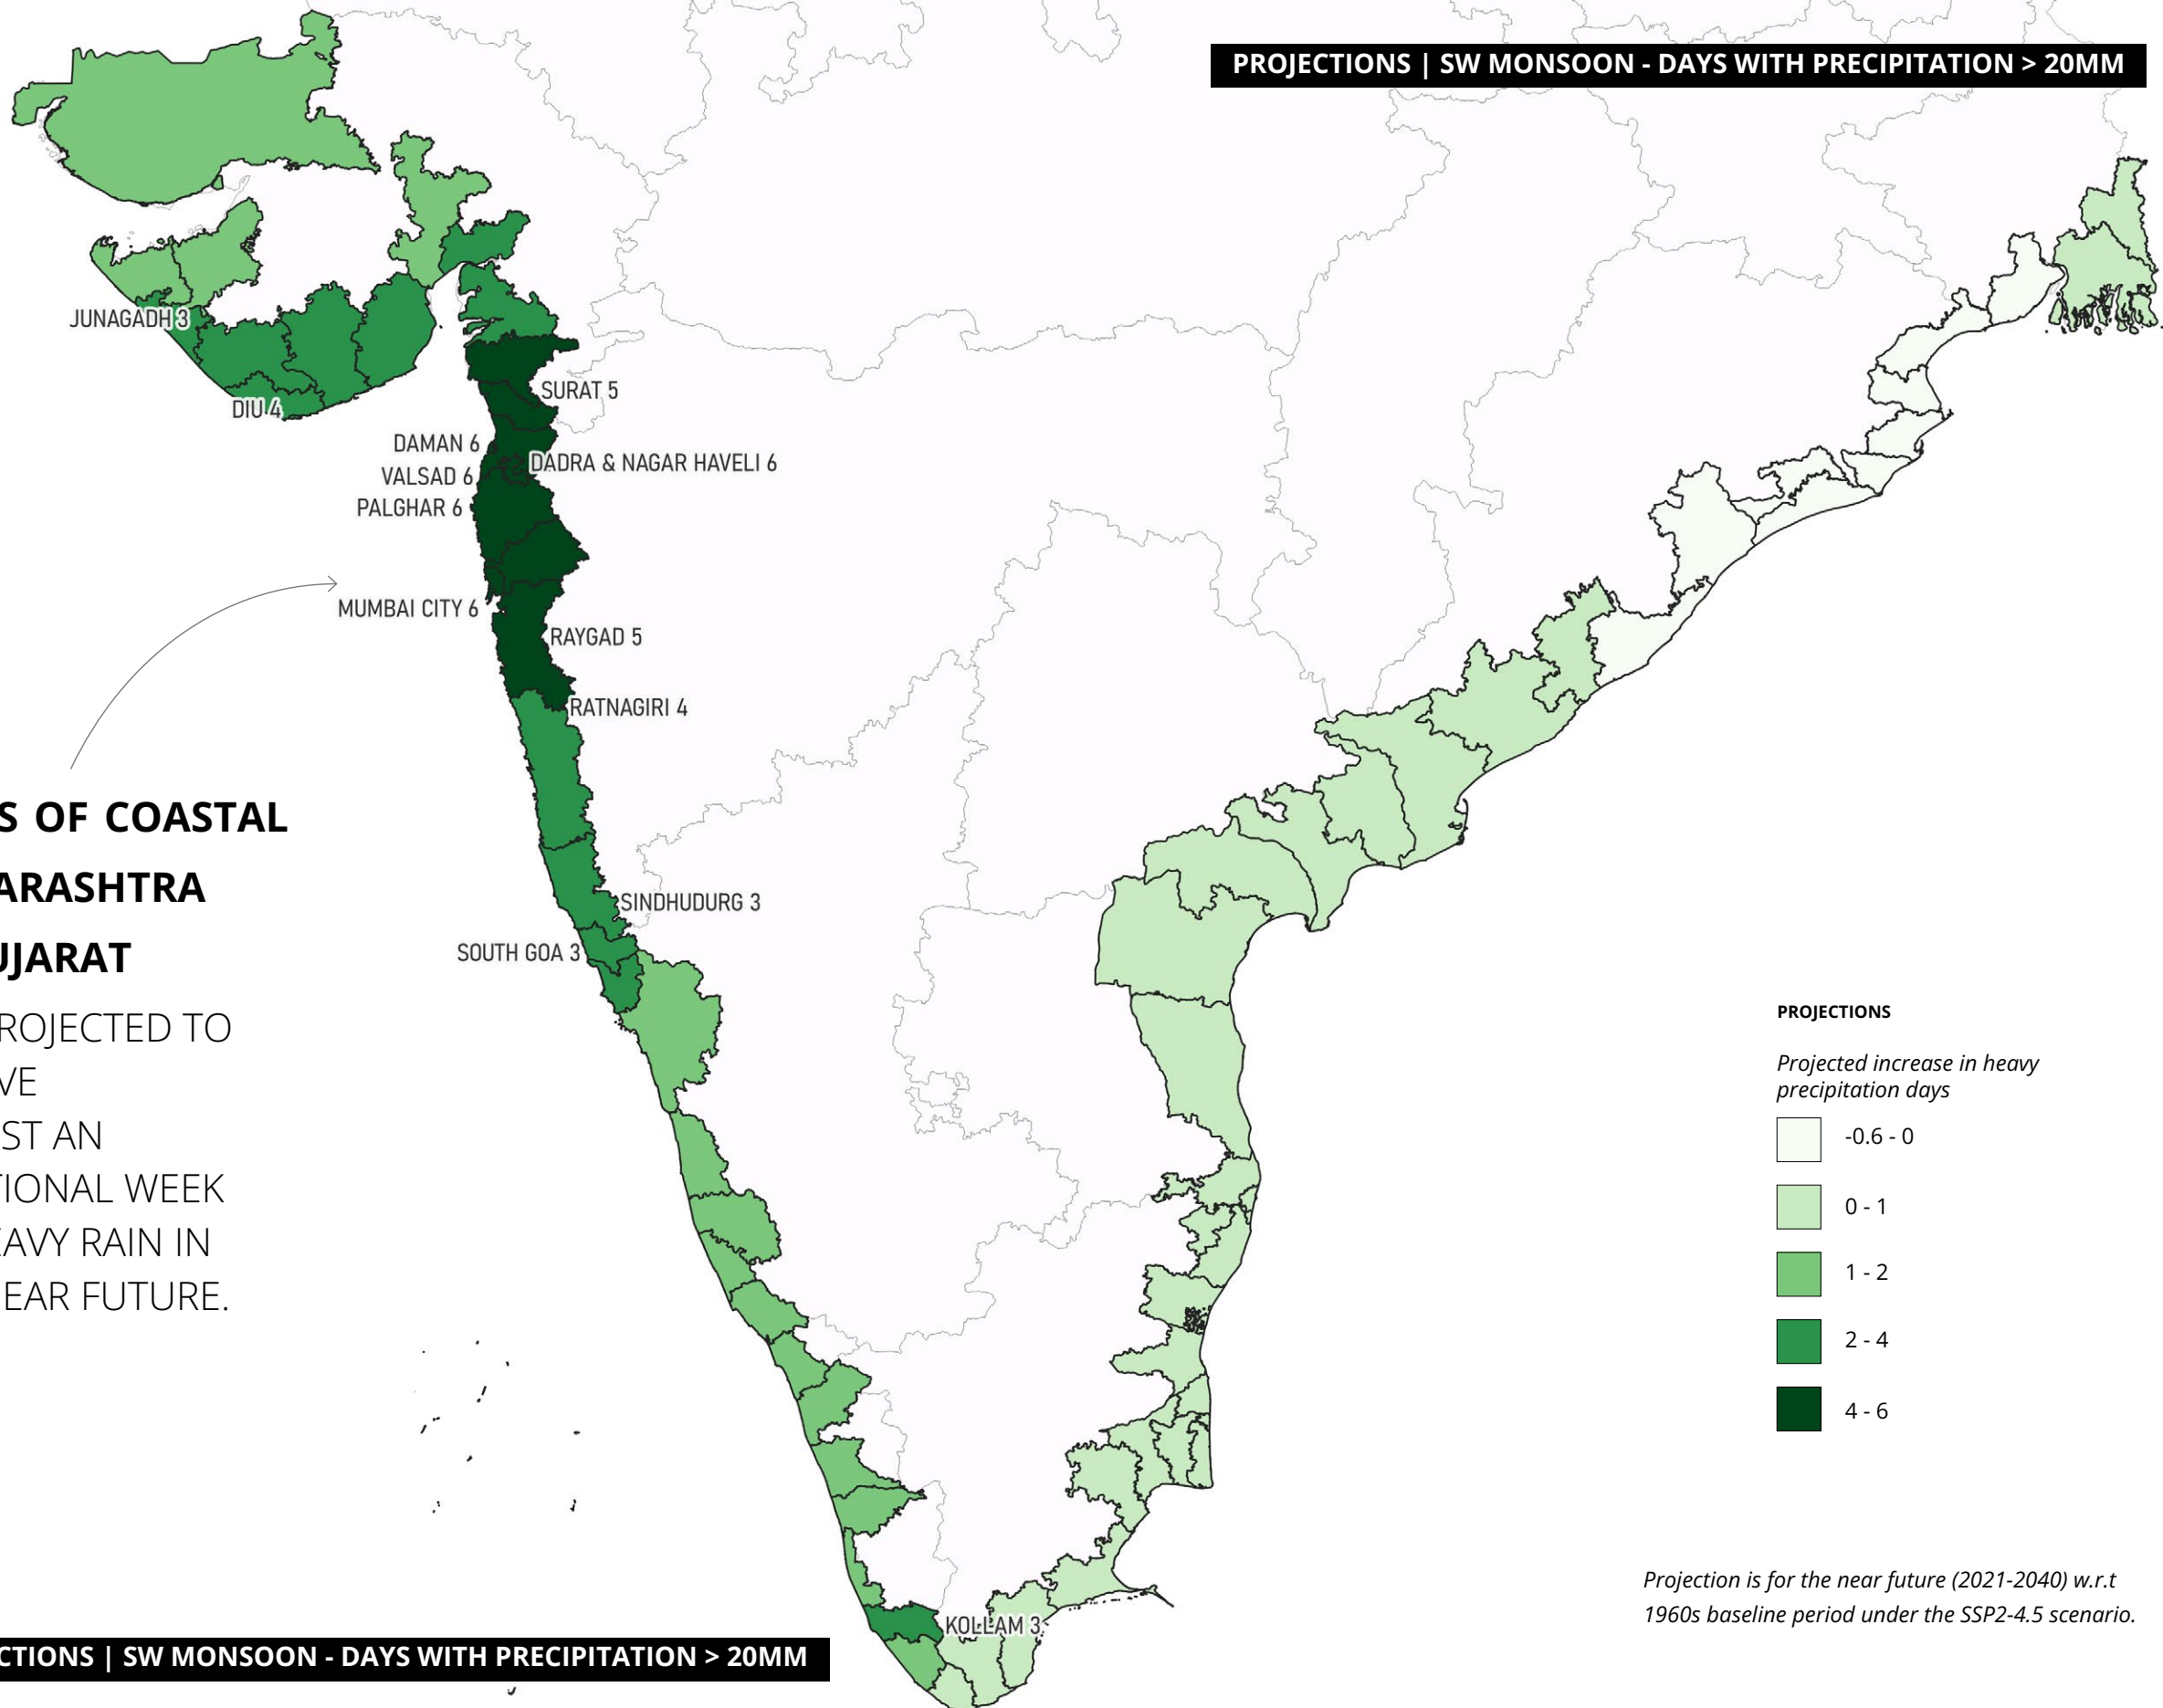 PROJECTIONS | SW MONSOON - DAYS WITH PRECIPITATION > 20MM
JUNAGADH 3
DIU 4
SURAT 5
DAMAN 6
DADRA & NAGAR HAVELI 6
VALSAD 6
PALGHAR 6
MUMBAI CITY 6
RAYGAD 5
RATNAGIRI 4
SINDHUDURG 3
SOUTH GOA 3
KOLLAM 3
S OF COASTAL
ARASHTRA
UJARAT
ROJECTED TO
VE
ST AN
TIONAL WEEK
EAVY RAIN IN
EAR FUTURE.
PROJECTIONS
Projected increase in heavy
precipitation days
-0.6 - 0
0 - 1
1 - 2
2 - 4
4 - 6
Projection is for the near future (2021-2040) w.r.t
1960s baseline period under the SSP2-4.5 scenario.
CTIONS | SW MONSOON - DAYS WITH PRECIPITATION > 20MM